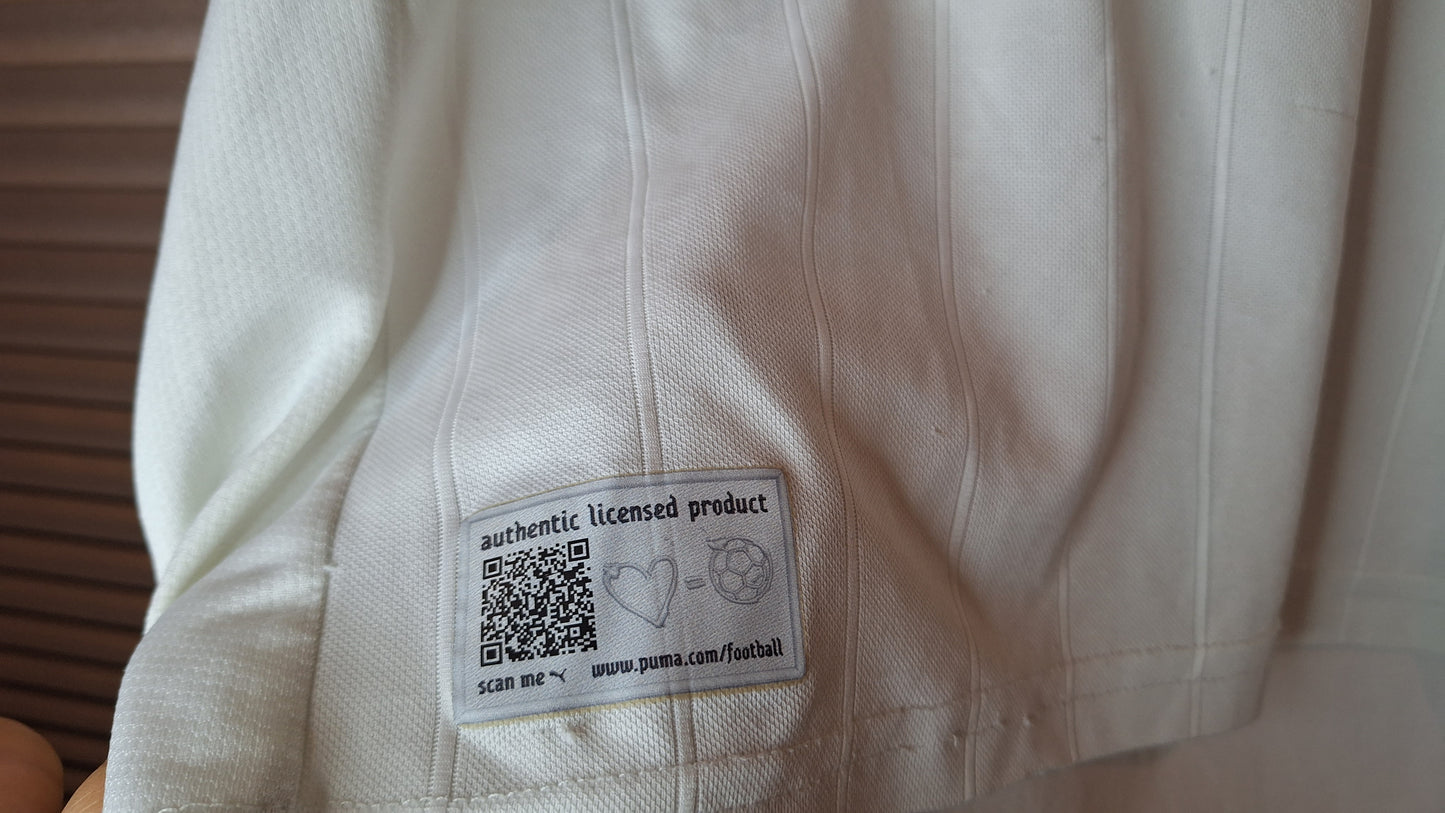 authentic licensed product
=
scan me
www.puma.com/football